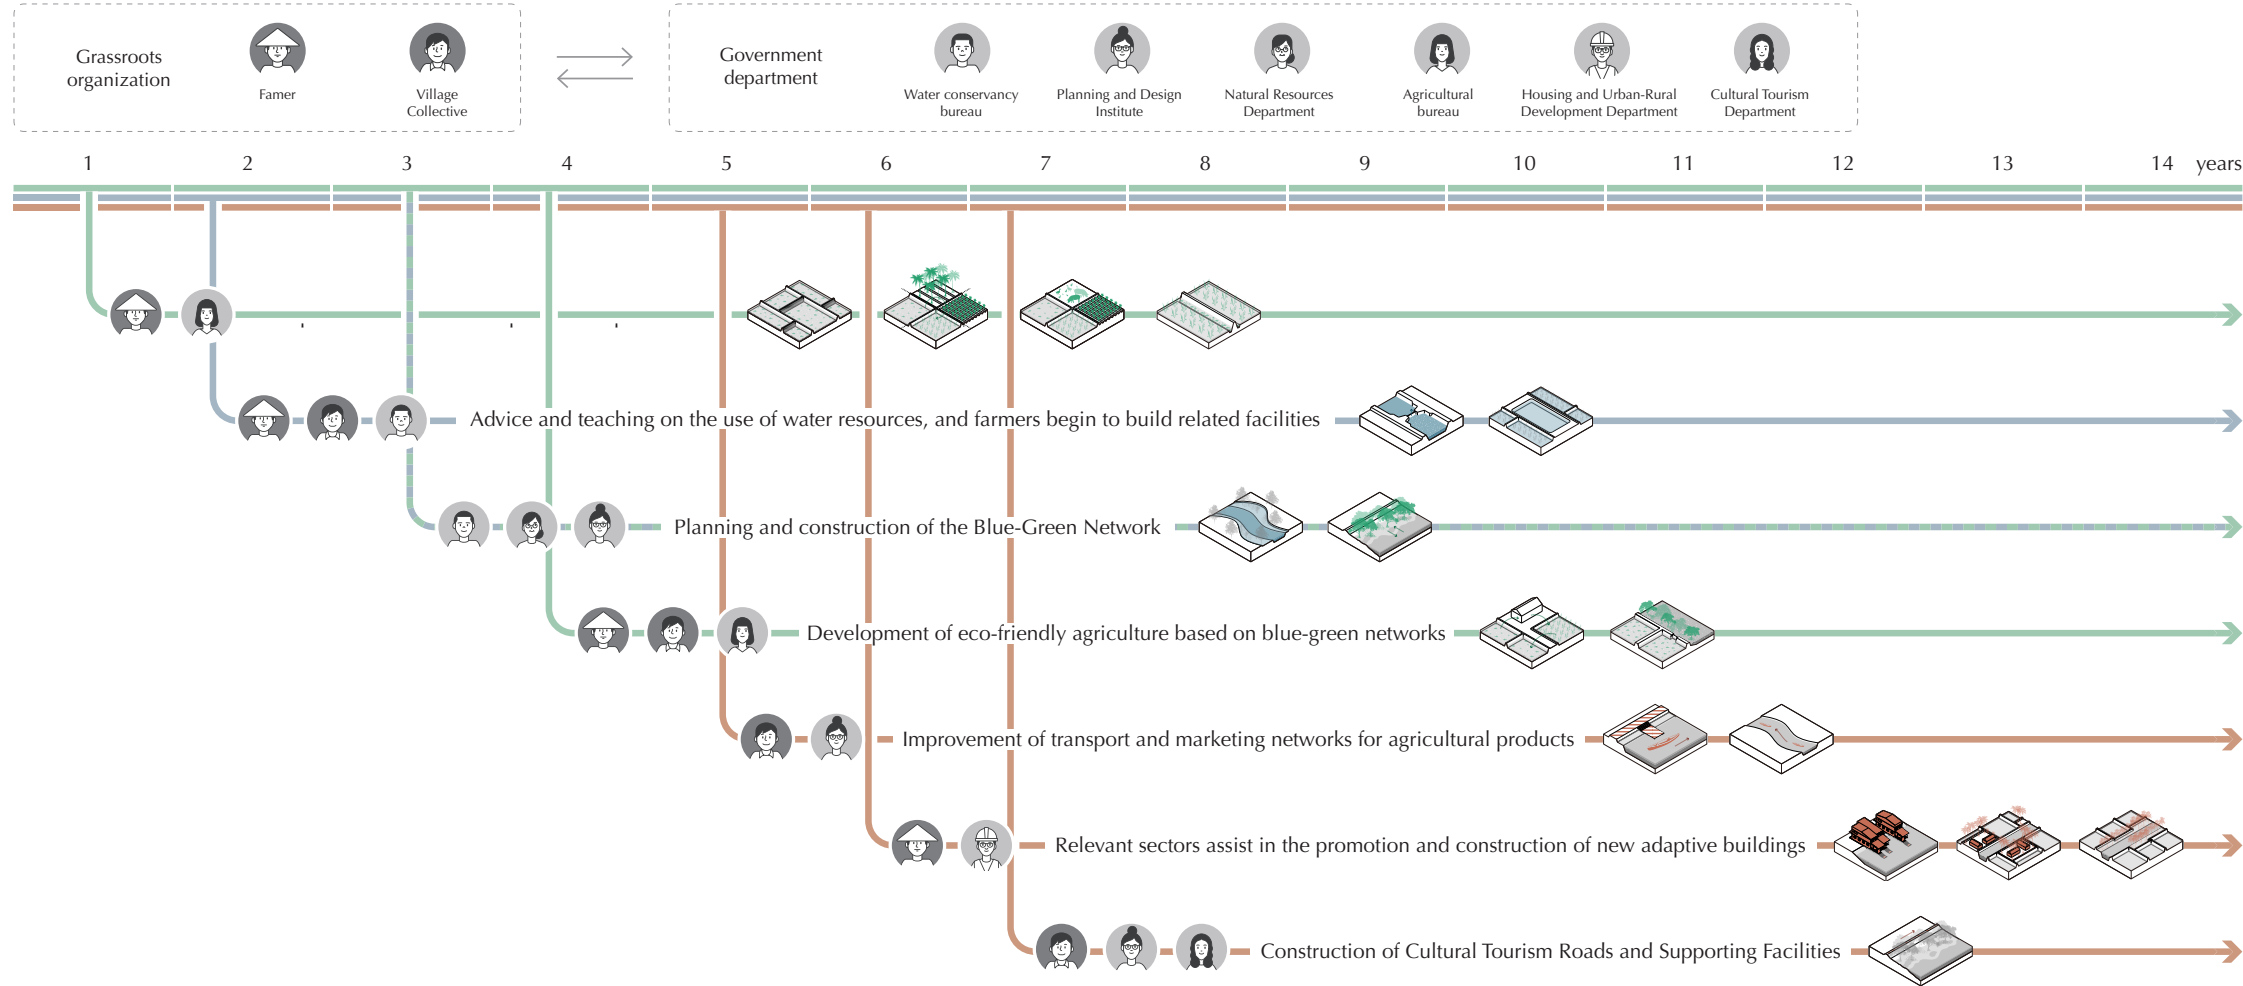 Grassroots
organization
Famer
Village
Collective
Government
department
Water conservancy
bureau
Planning and Design
Institute
Natural Resources
Department
Agricultural
bureau
Housing and Urban-Rural
Development Department
Cultural Tourism
Department
1 2 3 4 5 6 7 8 9 10 11 12 13 14 years
Advice and teaching on the use of water resources, and farmers begin to build related facilities
Planning and construction of the Blue-Green Network
Development of eco-friendly agriculture based on blue-green networks
Improvement of transport and marketing networks for agricultural products
Relevant sectors assist in the promotion and construction of new adaptive buildings
Construction of Cultural Tourism Roads and Supporting Facilities